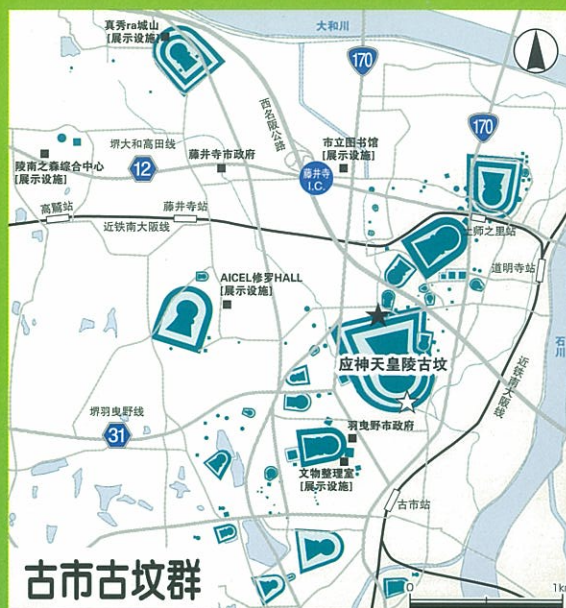 真秀ra城山
[展示设施]
大和川
170
西名阪公路
170
堺大和高田线
12
藤井寺市政府
市立图书馆
[展示设施]
藤井寺
I.C.
陵南之森综合中心
[展示设施]
高鷲站
藤井寺站
近铁南大阪线
土师之里站
道明寺站
AICEL修罗HALL
[展示设施]
应神天皇陵古坟
石川
近铁南大阪线
堺羽曳野线
31
羽曳野市政府
文物整理室
[展示设施]
古市站
古市古坟群
0
1km